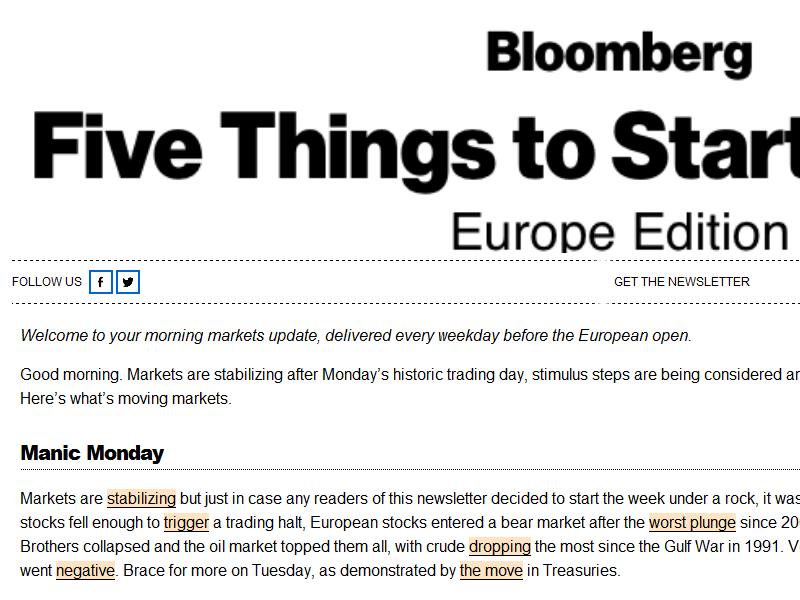 Bloomberg
Five Things to Start
Europe Edition
FOLLOW US GET THE NEWSLETTER
Welcome to your morning markets update, delivered every weekday before the European open.
Good morning. Markets are stabilizing after Monday’s historic trading day, stimulus steps are being considered
Here’s what’s moving markets.
Manic Monday
Markets are stabilizing but just in case any readers of this newsletter decided to start the week under a rock, it was
stocks fell enough to trigger a trading halt, European stocks entered a bear market after the worst plunge since
Brothers collapsed and the oil market topped them all, with crude dropping the most since the Gulf War in 1991.
went negative. Brace for more on Tuesday, as demonstrated by the move in Treasuries.